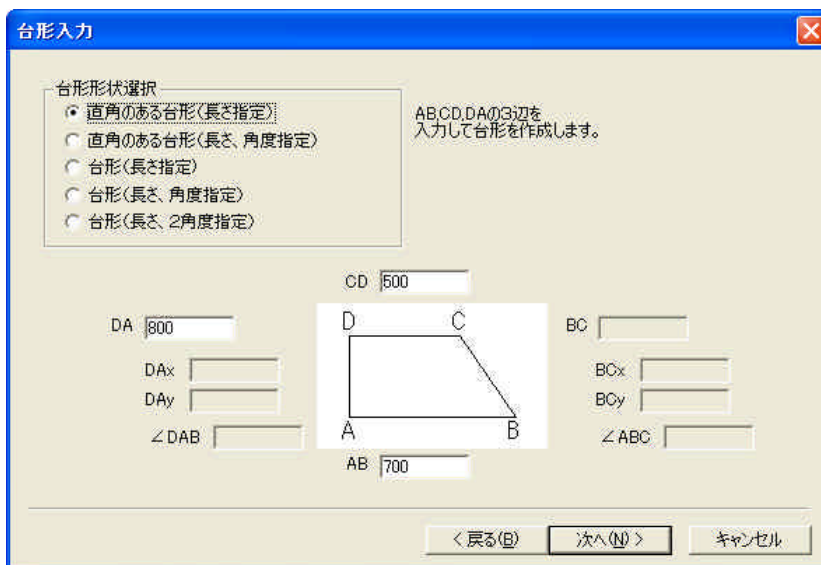 台形入力
台形形状選択
直角のある台形(長さ指定)
直角のある台形(長さ、角度指定)
台形(長さ指定)
台形(長さ、角度指定)
台形(長さ、2角度指定)
AB,CD,DAの3辺を
入力して台形を作成します。
CD 500
DA 800
BC
D C
DAx
BCx
DAy
BCy
A B
∠DAB
∠ABC
AB 700
< 戻る(B)
次へ(N) >
キャンセル